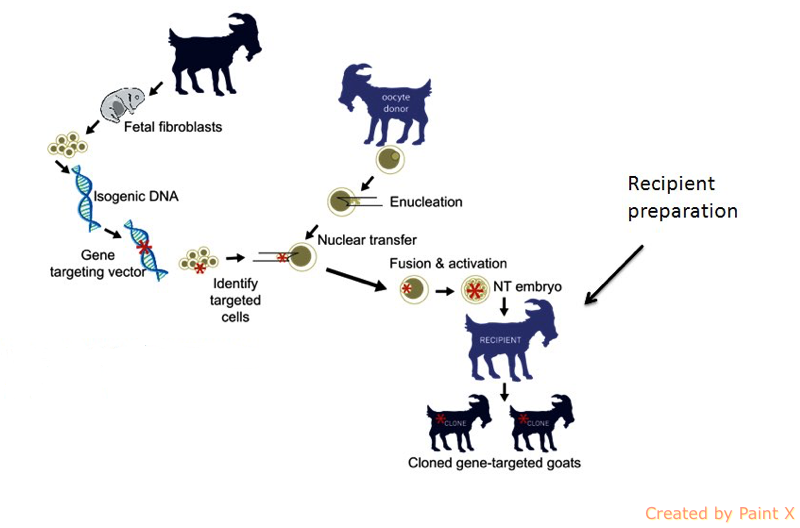 oocyte
donor
Fetal fibroblasts
Isogenic DNA
Enucleation
Recipient
preparation
Gene
targeting vector
Nuclear transfer
Identify
targeted
cells
Fusion & activation
NT embryo
RECIPIENT
CLONE
CLONE
Cloned gene-targeted goats
Created by Paint X